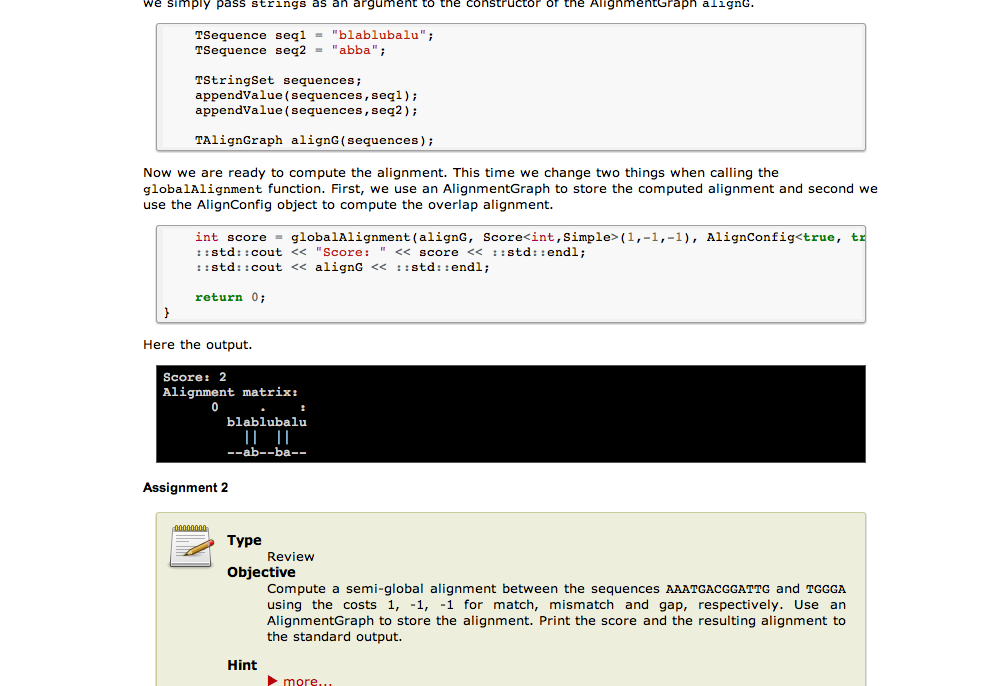 we simply pass strings as an argument to the constructor of the AlignmentGraph alignG.
TSequence seq1 = "blablubalu";
TSequence seq2 = "abba";
TStringSet sequences;
appendValue(sequences,seq1);
appendValue(sequences,seq2);
TAlignGraph alignG(sequences);
Now we are ready to compute the alignment. This time we change two things when calling the
globalAlignment function. First, we use an AlignmentGraph to store the computed alignment and second we
use the AlignConfig object to compute the overlap alignment.
int score = globalAlignment(alignG, Score<int,Simple>(1,-1,-1), AlignConfig<true, tr
::std::cout << "Score: " << score << ::std::endl;
::std::cout << alignG << ::std::endl;
return 0;
}
Here the output.
Score: 2
Alignment matrix:
0     .    :
blablubalu
||  ||
--ab--ba--
Assignment 2
Type
Review
Objective
Compute a semi-global alignment between the sequences AAATGACGGATTG and TGGGA
using the costs 1, -1, -1 for match, mismatch and gap, respectively. Use an
AlignmentGraph to store the alignment. Print the score and the resulting alignment to
the standard output.
Hint
more...